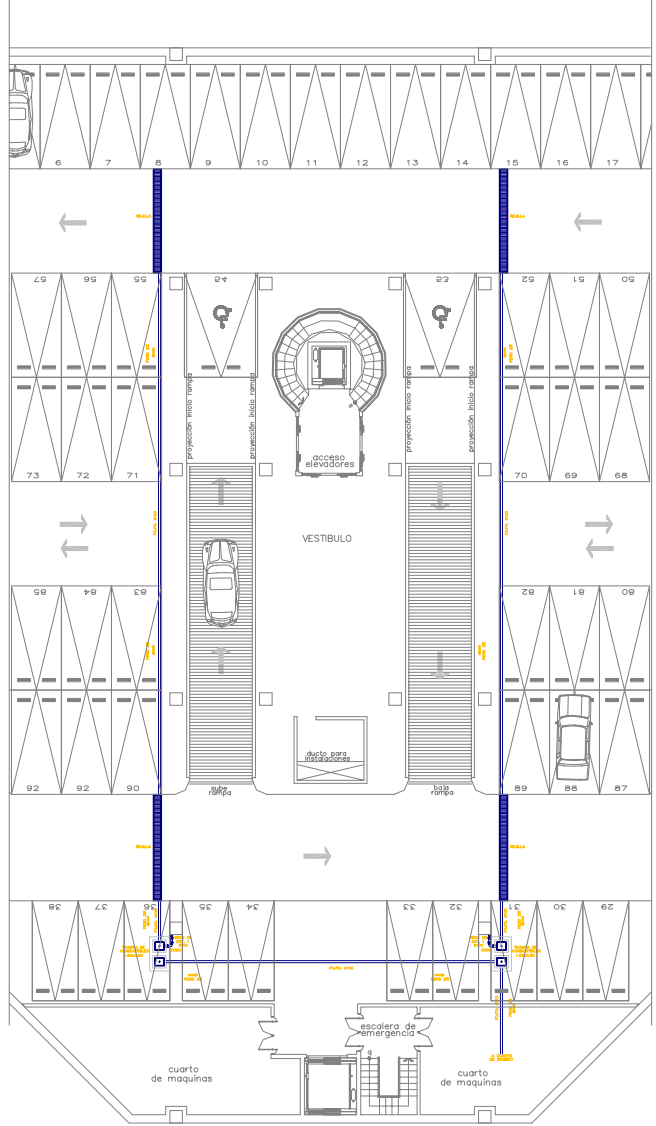 6 7 8 9 10 11 12 13 14 15 16 17
REJILLA
REJILLA
57 56 55 54 53 52 51 50
proyección inicio rampa
proyección inicio rampa
proyección inicio rampa
proyección inicio rampa
acceso
elevadores
73 72 71 70 69 68
VESTIBULO
85 84 83 82 81 80
ducto para
instalaciones
92 92 90 89 88 87
sube
rampa
baja
rampa
REJILLA
REJILLA
38 37 36 35 34 33 32 31 30 29
escalera de
emergencia
cuarto
de maquinas
cuarto
de maquinas